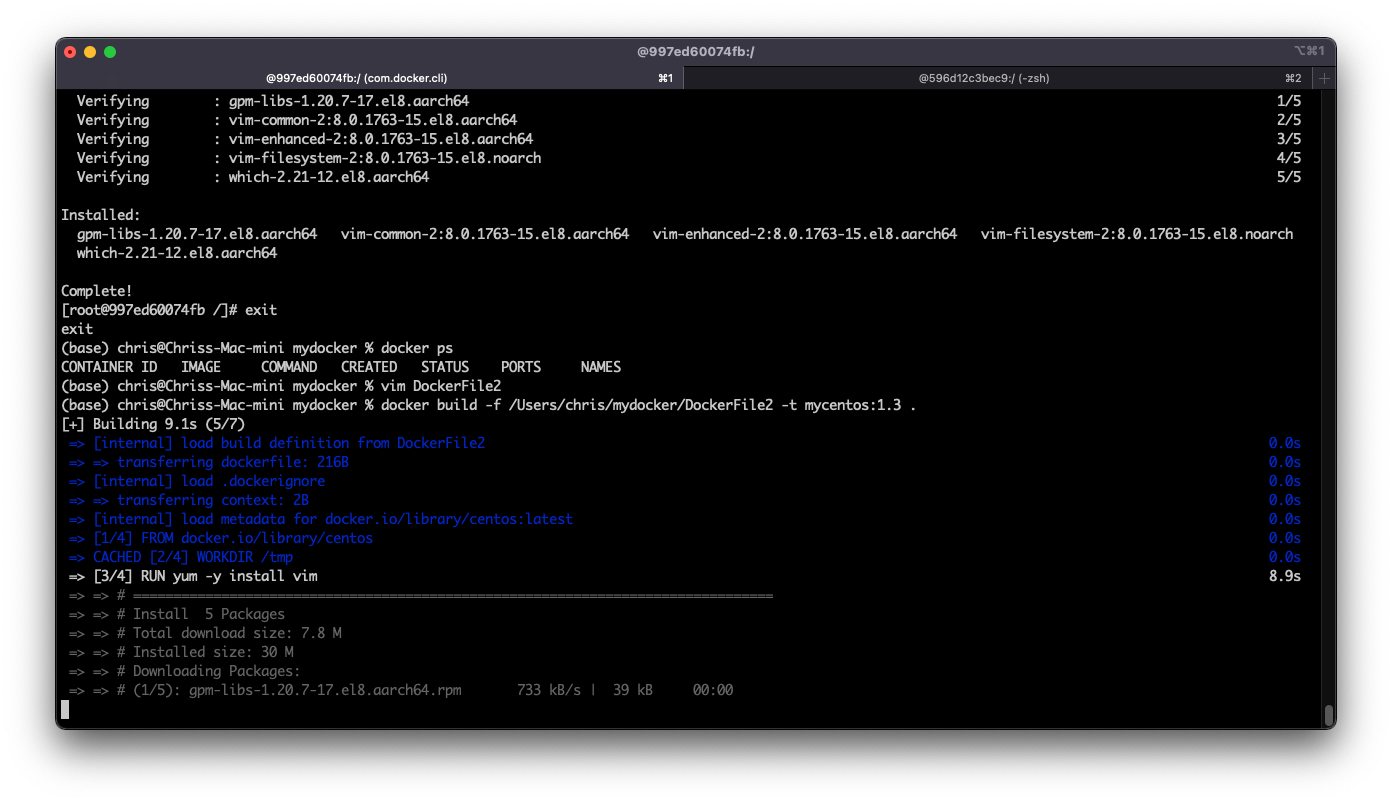 @997ed60074fb:/
⌥⌘1
@997ed60074fb:/ (com.docker.cli) ⌘1 @596d12c3bec9:/ (-zsh) ⌘2 +
Verifying : gpm-libs-1.20.7-17.el8.aarch64 1/5
Verifying : vim-common-2:8.0.1763-15.el8.aarch64 2/5
Verifying : vim-enhanced-2:8.0.1763-15.el8.aarch64 3/5
Verifying : vim-filesystem-2:8.0.1763-15.el8.noarch 4/5
Verifying : which-2.21-12.el8.aarch64 5/5
Installed:
gpm-libs-1.20.7-17.el8.aarch64 vim-common-2:8.0.1763-15.el8.aarch64 vim-enhanced-2:8.0.1763-15.el8.aarch64 vim-filesystem-2:8.0.1763-15.el8.noarch
which-2.21-12.el8.aarch64
Complete!
[root@997ed60074fb /]# exit
exit
(base) chris@Chriss-Mac-mini mydocker % docker ps
CONTAINER ID IMAGE COMMAND CREATED STATUS PORTS NAMES
(base) chris@Chriss-Mac-mini mydocker % vim DockerFile2
(base) chris@Chriss-Mac-mini mydocker % docker build -f /Users/chris/mydocker/DockerFile2 -t mycentos:1.3 .
[+] Building 9.1s (5/7)
=> [internal] load build definition from DockerFile2 0.0s
=> => transferring dockerfile: 216B 0.0s
=> [internal] load .dockerignore 0.0s
=> => transferring context: 2B 0.0s
=> [internal] load metadata for docker.io/library/centos:latest 0.0s
=> [1/4] FROM docker.io/library/centos 0.0s
=> CACHED [2/4] WORKDIR /tmp 0.0s
=> [3/4] RUN yum -y install vim 8.9s
=> => # ================================================================================
=> => # Install  5 Packages
=> => # Total download size: 7.8 M
=> => # Installed size: 30 M
=> => # Downloading Packages:
=> => # (1/5): gpm-libs-1.20.7-17.el8.aarch64.rpm 733 kB/s | 39 kB 00:00